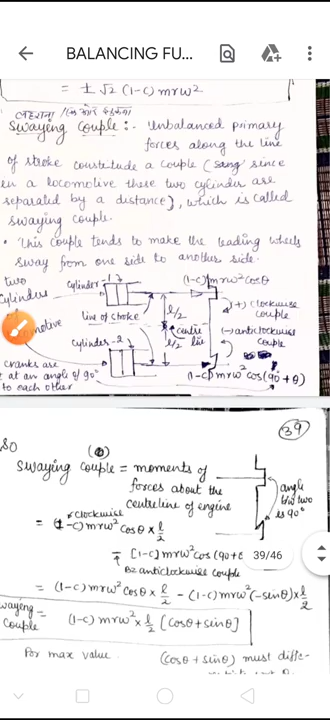 BALANCING FU...
= ± √2 (1-C) mrω²
Swaying Couple :- Unbalanced primary
forces along the line
of stroke constitude a couple ( since
in a locomotive these two cylinder are
separated by a distance), which is called
swaying couple.
• This couple tends to make the leading wheels
sway from one side to another side.
two
cylinders
cylinder-1
(1-c)mrω²cosθ
line of stroke
l/2
centre
line
l/2
(+) clockwise
couple
(-) anticlockwise
couple
cylinder-2
cranks are
at an angle of 90°
to each other
(1-c) mrω² cos(90°+θ)
39
So
Swaying couple = moments of
forces about the
centreline of engine
angle
b/w two
is 90°
clockwise
= (1-c) mrω² cosθ × l/2
- [1-c] mrω² cos (90+θ
39/46
Bz anticlockwise couple
= (1-c) mrω² cosθ × l/2 - (1-c) mrω² (-sinθ) × l/2
swaying
couple
= (1-c) mrω² × l/2 [cosθ + sinθ]
For max value. (cosθ + sinθ) must diffe-